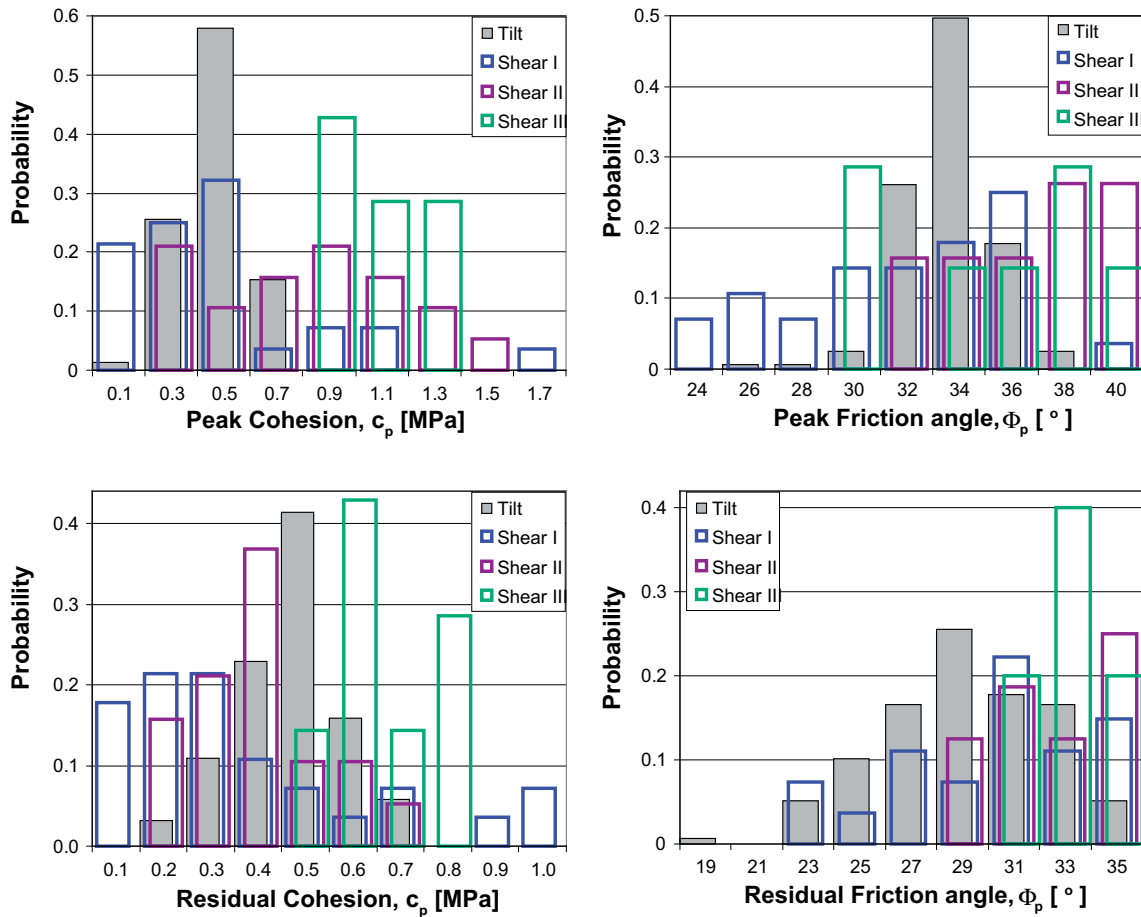 0.6
0.5
0.4
0.3
0.2
0.1
0
Probability
Tilt
Shear I
Shear II
Shear III
0.1 0.3 0.5 0.7 0.9 1.1 1.3 1.5 1.7
Peak Cohesion, cp [MPa]
0.5
0.4
0.3
0.2
0.1
0
Probability
Tilt
Shear I
Shear II
Shear III
24 26 28 30 32 34 36 38 40
Peak Friction angle, Φp [ ° ]
0.4
0.3
0.2
0.1
0.0
Probability
Tilt
Shear I
Shear II
Shear III
0.1 0.2 0.3 0.4 0.5 0.6 0.7 0.8 0.9 1.0
Residual Cohesion, cp [MPa]
0.4
0.3
0.2
0.1
0
Probability
Tilt
Shear I
Shear II
Shear III
19 21 23 25 27 29 31 33 35
Residual Friction angle, Φp [ ° ]